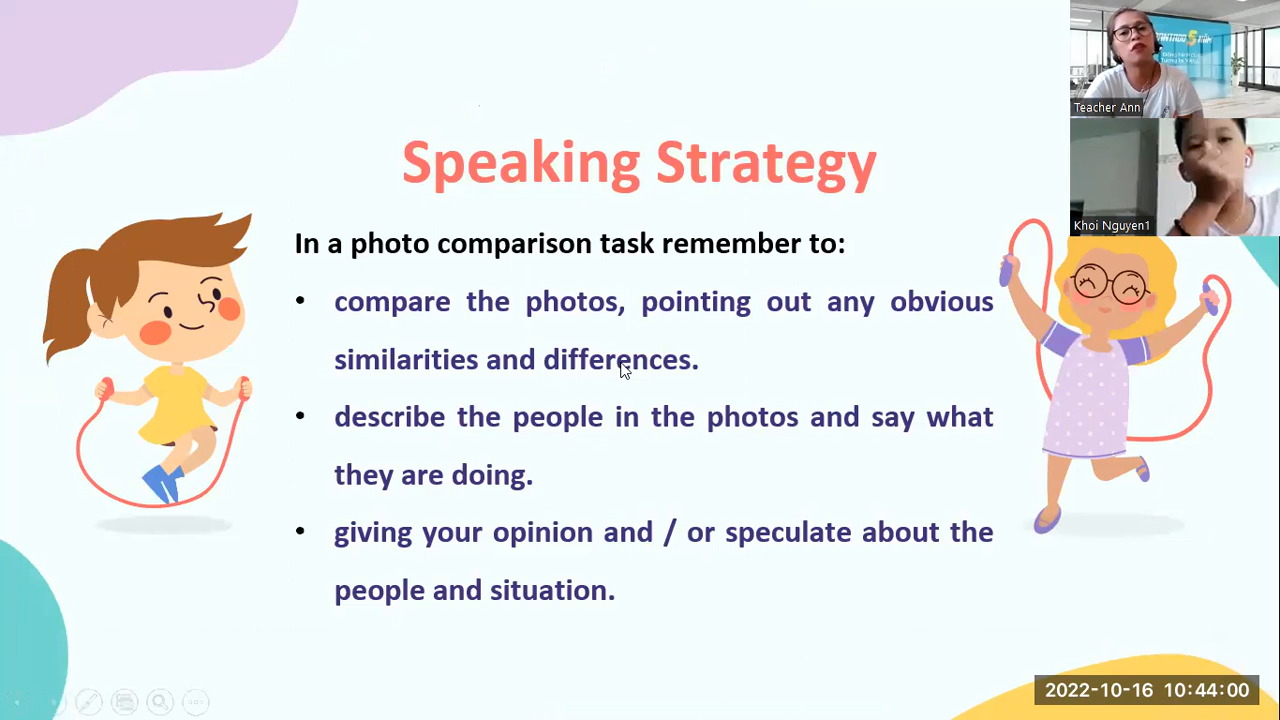 Teacher Ann
Speaking Strategy
Khoi Nguyen1
In a photo comparison task remember to:
• compare the photos, pointing out any obvious
similarities and differences.
• describe the people in the photos and say what
they are doing.
• giving your opinion and / or speculate about the
people and situation.
2022-10-16 10:44:00